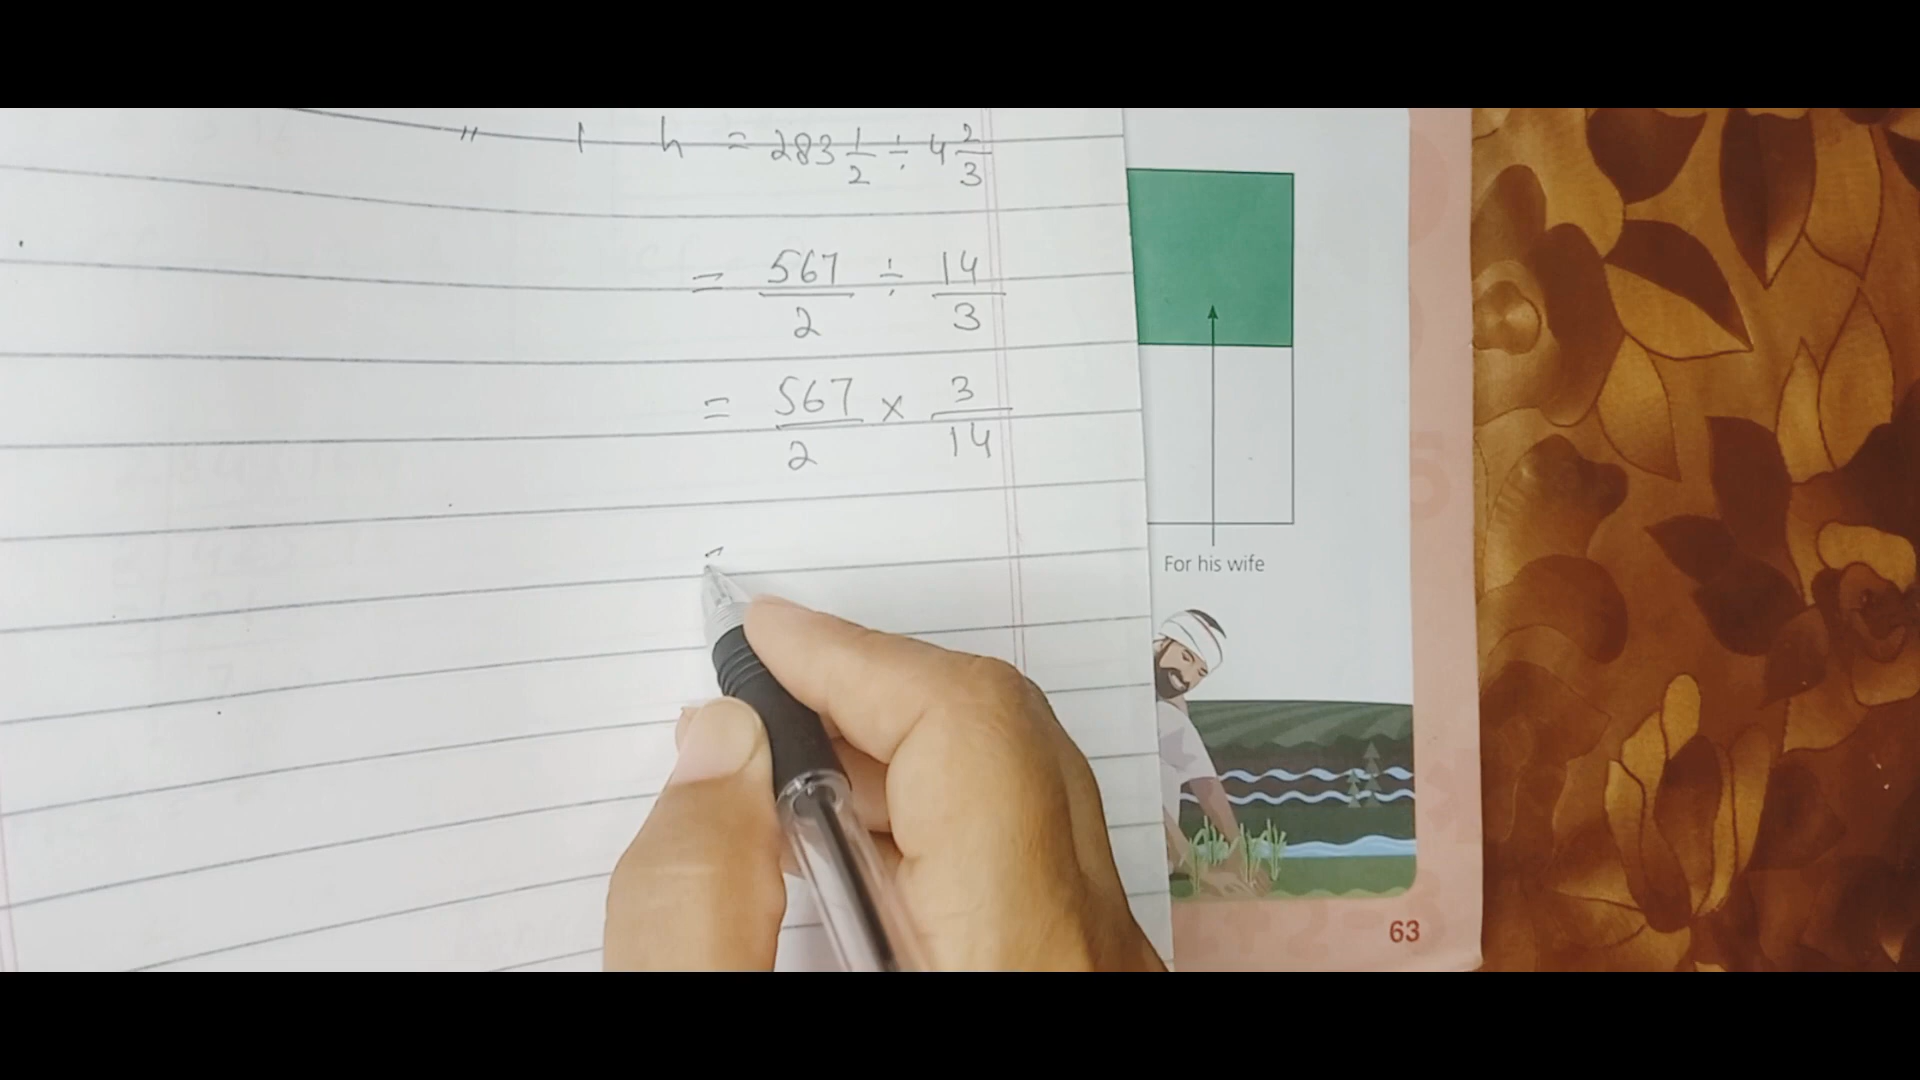 " 1 h = 283 1/2 ÷ 4 2/3
= 567/2 ÷ 14/3
= 567/2 × 3/14
For his wife
63